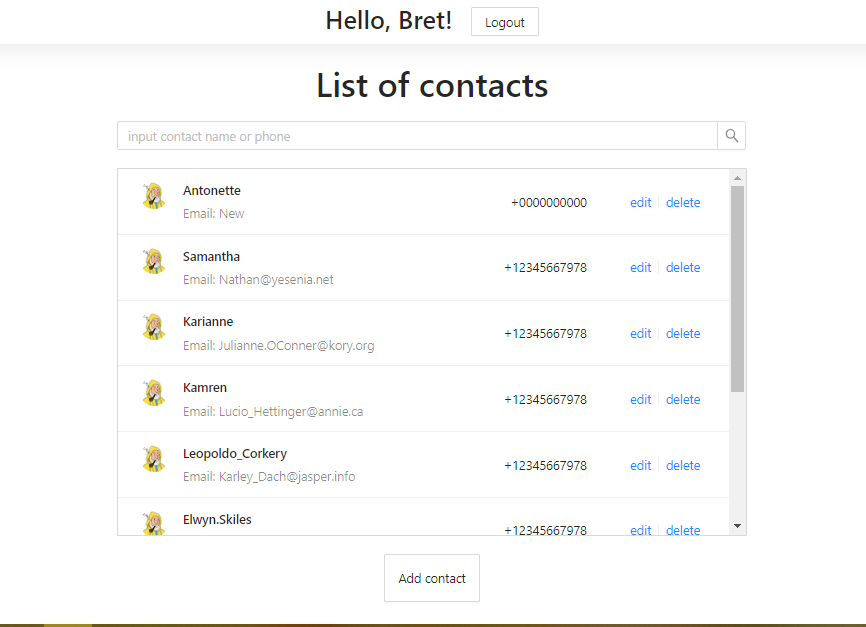 Hello, Bret! Logout
List of contacts
input contact name or phone
Antonette
Email: New
+0000000000 edit delete
Samantha
Email: Nathan@yesenia.net
+12345667978 edit delete
Karianne
Email: Julianne.OConner@kory.org
+12345667978 edit delete
Kamren
Email: Lucio_Hettinger@annie.ca
+12345667978 edit delete
Leopoldo_Corkery
Email: Karley_Dach@jasper.info
+12345667978 edit delete
Elwyn.Skiles
+12345667978 edit delete
Add contact